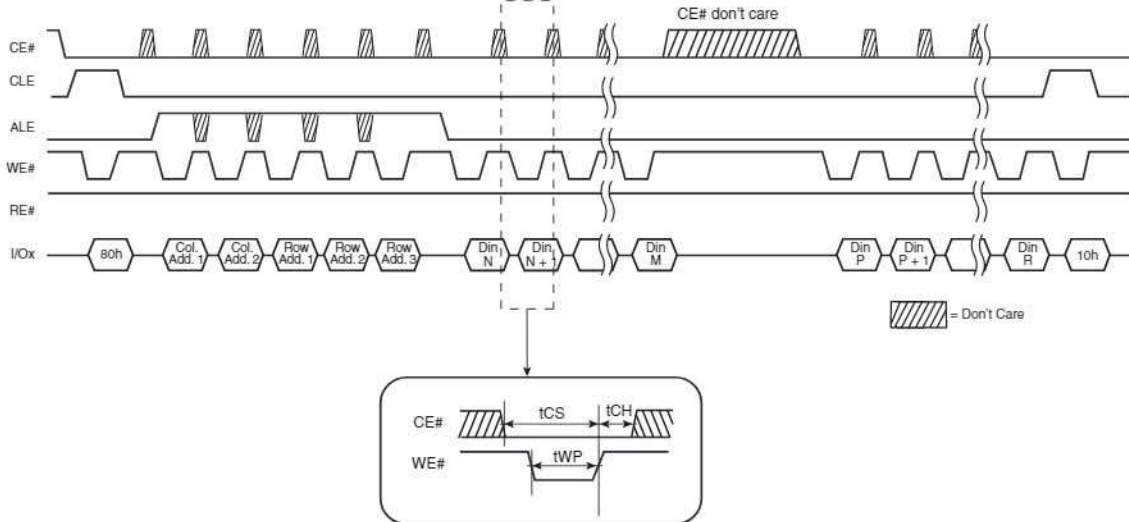 CE# don't care
CE#
CLE
ALE
WE#
RE#
I/Ox
80h
Col. Add. 1
Col. Add. 2
Row Add. 1
Row Add. 2
Row Add. 3
Din N
Din N + 1
Din M
Din P
Din P + 1
Din R
10h
= Don't Care
CE#
tCS
tCH
WE#
tWP